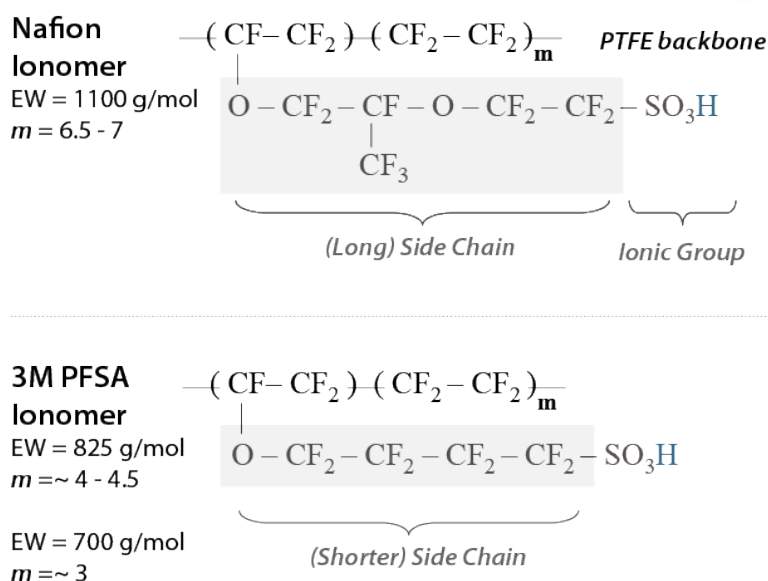 Nafion
Ionomer
EW = 1100 g/mol
m = 6.5 - 7
( CF – CF₂ ) ( CF₂ – CF₂ )ₘ
PTFE backbone
O – CF₂ – CF – O – CF₂ – CF₂ – SO₃H
CF₃
(Long) Side Chain
Ionic Group
3M PFSA
Ionomer
EW = 825 g/mol
m =~ 4 - 4.5
EW = 700 g/mol
m =~ 3
( CF – CF₂ ) ( CF₂ – CF₂ )ₘ
O – CF₂ – CF₂ – CF₂ – CF₂ – SO₃H
(Shorter) Side Chain